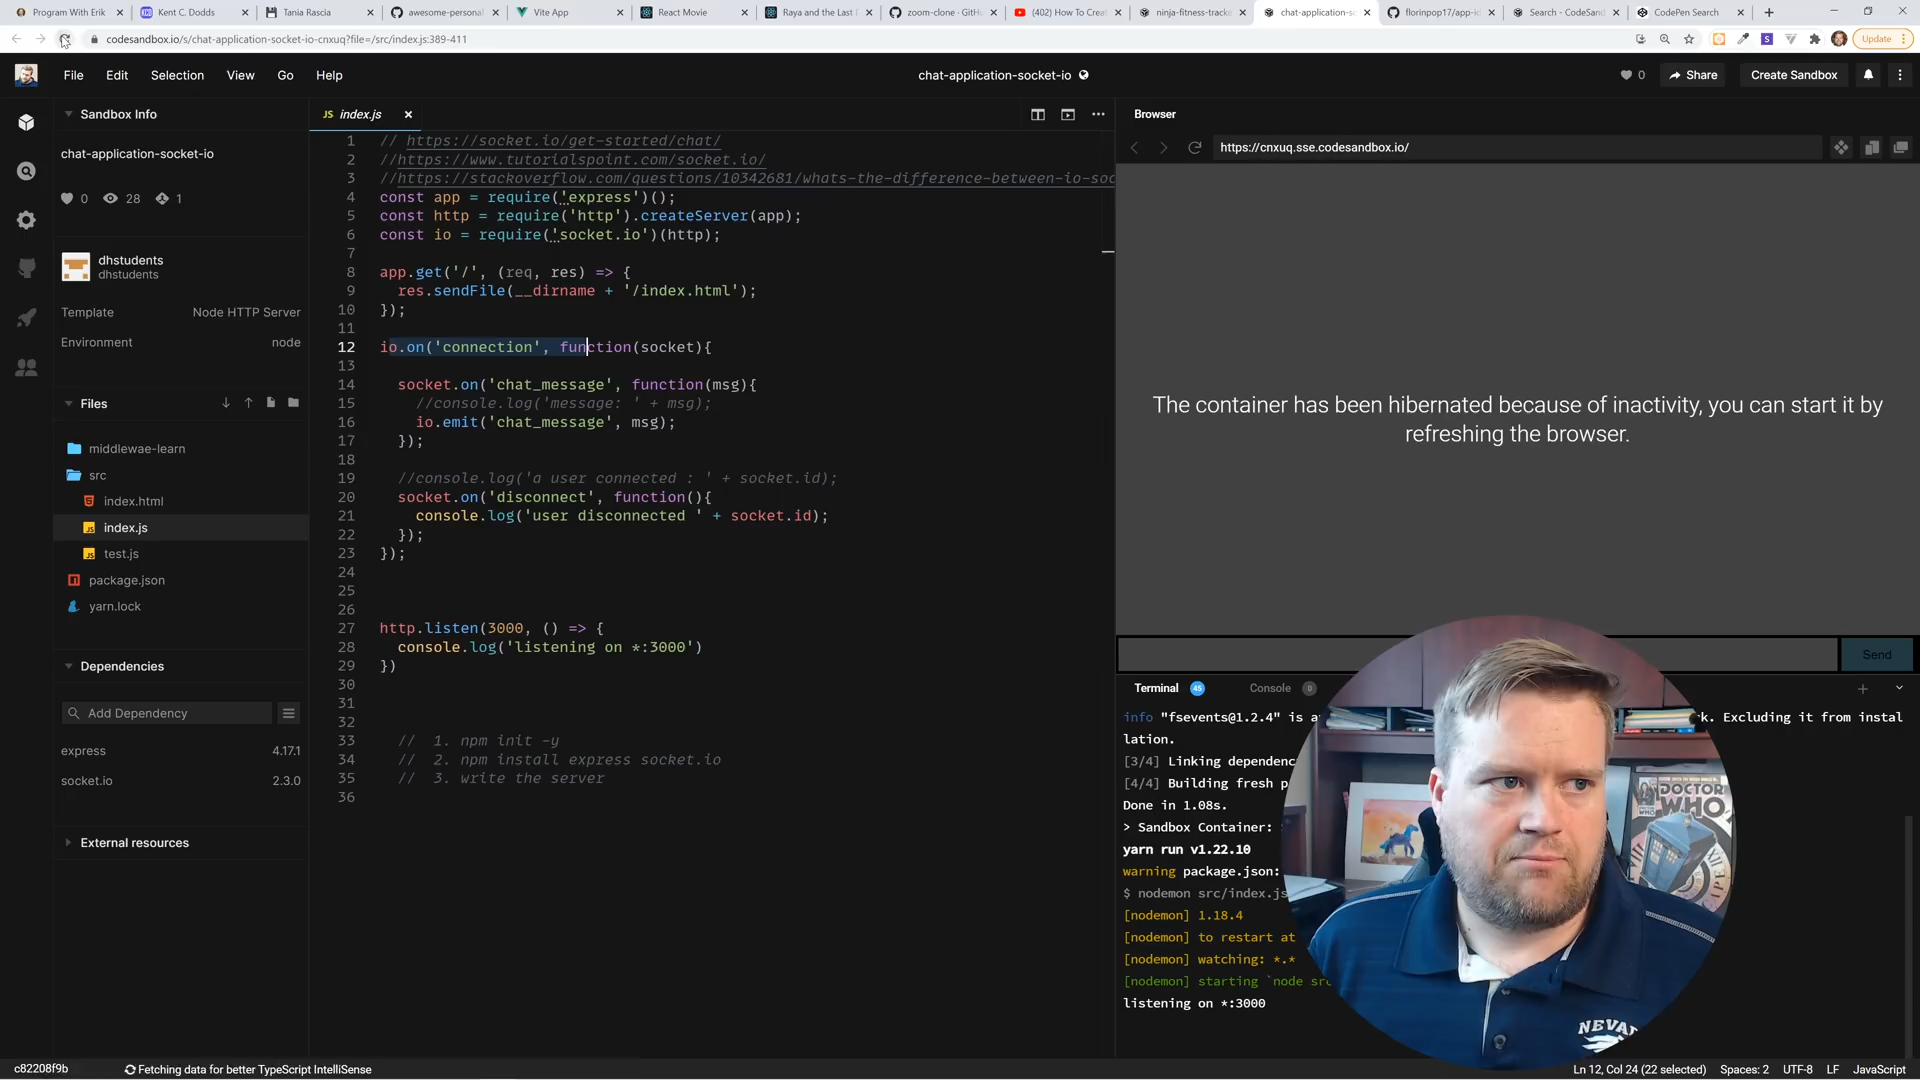 Program With Erik
Kent C. Dodds
Tania Rascia
awesome-personal
Vite App
React Movie
Raya and the Last
zoom-clone - GitHu
(402) How To Crea
ninja-fitness-track
chat-application-so
florinpop17/app-id
Search - CodeSand
CodePen Search
codesandbox.io/s/chat-application-socket-io-cnxuq?file=/src/index.js:389-411
Update
File Edit Selection View Go Help
chat-application-socket-io
0
Share
Create Sandbox
Sandbox Info
chat-application-socket-io
0 28 1
dhstudents
dhstudents
Template Node HTTP Server
Environment node
Files
middlewae-learn
src
index.html
index.js
test.js
package.json
yarn.lock
Dependencies
Add Dependency
express 4.17.1
socket.io 2.3.0
External resources
JS index.js
1 // https://socket.io/get-started/chat/
2 //https://www.tutorialspoint.com/socket.io/
3 //https://stackoverflow.com/questions/10342681/whats-the-difference-between-io-soc
4 const app = require('express')();
5 const http = require('http').createServer(app);
6 const io = require('socket.io')(http);
7
8 app.get('/', (req, res) => {
9 res.sendFile(__dirname + '/index.html');
10 });
11
12 io.on('connection', function(socket){
13
14 socket.on('chat_message', function(msg){
15 //console.log('message: ' + msg);
16 io.emit('chat_message', msg);
17 });
18
19 //console.log('a user connected : ' + socket.id);
20 socket.on('disconnect', function(){
21 console.log('user disconnected ' + socket.id);
22 });
23 });
24
25
26
27 http.listen(3000, () => {
28 console.log('listening on *:3000')
29 })
30
31
32
33 // 1. npm init -y
34 // 2. npm install express socket.io
35 // 3. write the server
36
Browser
https://cnxuq.sse.codesandbox.io/
The container has been hibernated because of inactivity, you can start it by
refreshing the browser.
Send
Terminal 45 Console 0
info "fsevents@1.2.4" is a k. Excluding it from instal
lation.
[3/4] Linking dependenc
[4/4] Building fresh p
Done in 1.08s.
> Sandbox Container:
yarn run v1.22.10
warning package.json:
$ nodemon src/index.js
[nodemon] 1.18.4
[nodemon] to restart at
[nodemon] watching: *.*
[nodemon] starting `node src
listening on *:3000
DOCTOR
WHO
NEVAD
c82208f9b
Fetching data for better TypeScript IntelliSense
Ln 12, Col 24 (22 selected) Spaces: 2 UTF-8 LF JavaScript